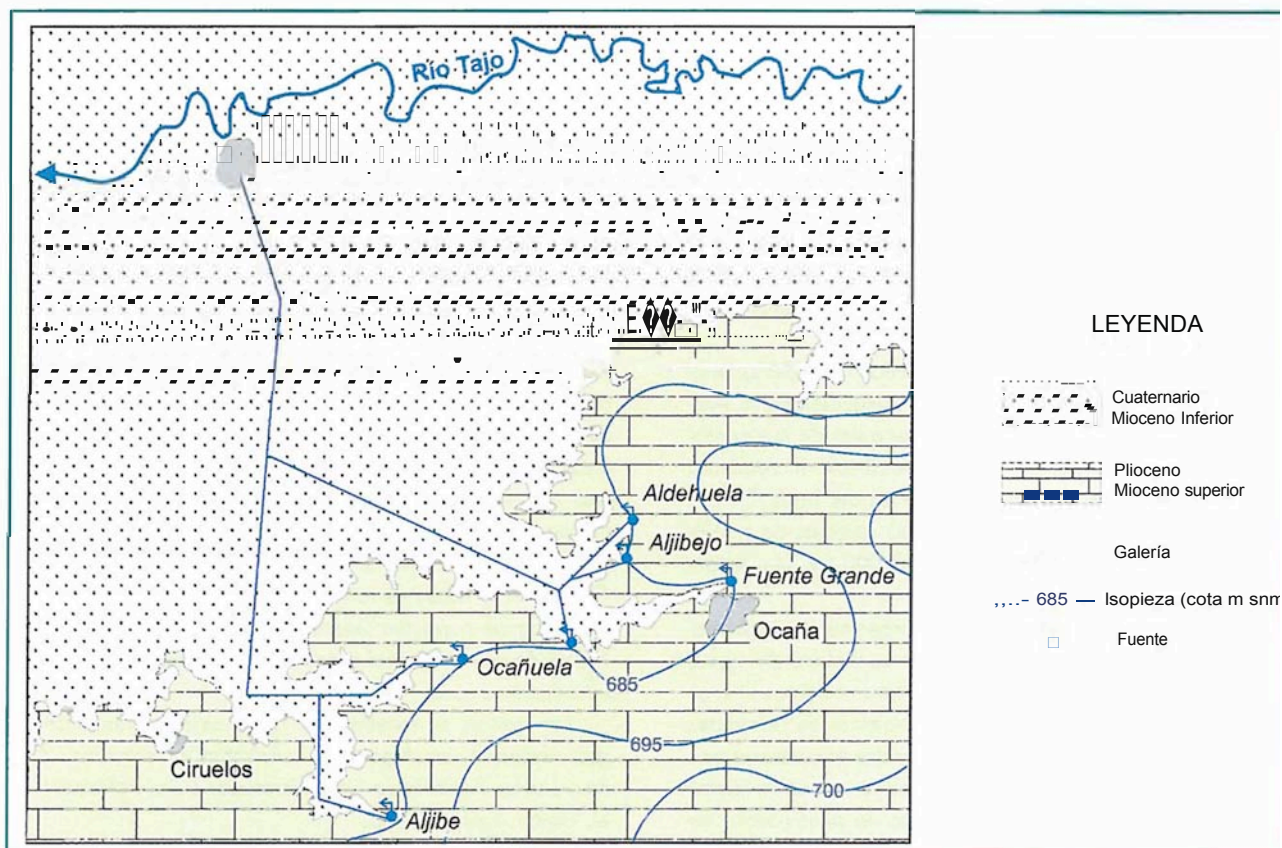 Río Tajo
Aldehuela
Aljibejo
Fuente Grande
Ocaña
Ocañuela
685
695
Ciruelos
700
Aljibe
LEYENDA
Cuaternario
Mioceno Inferior
Plioceno
Mioceno superior
Galería
685
Isopieza (cota m snm
Fuente